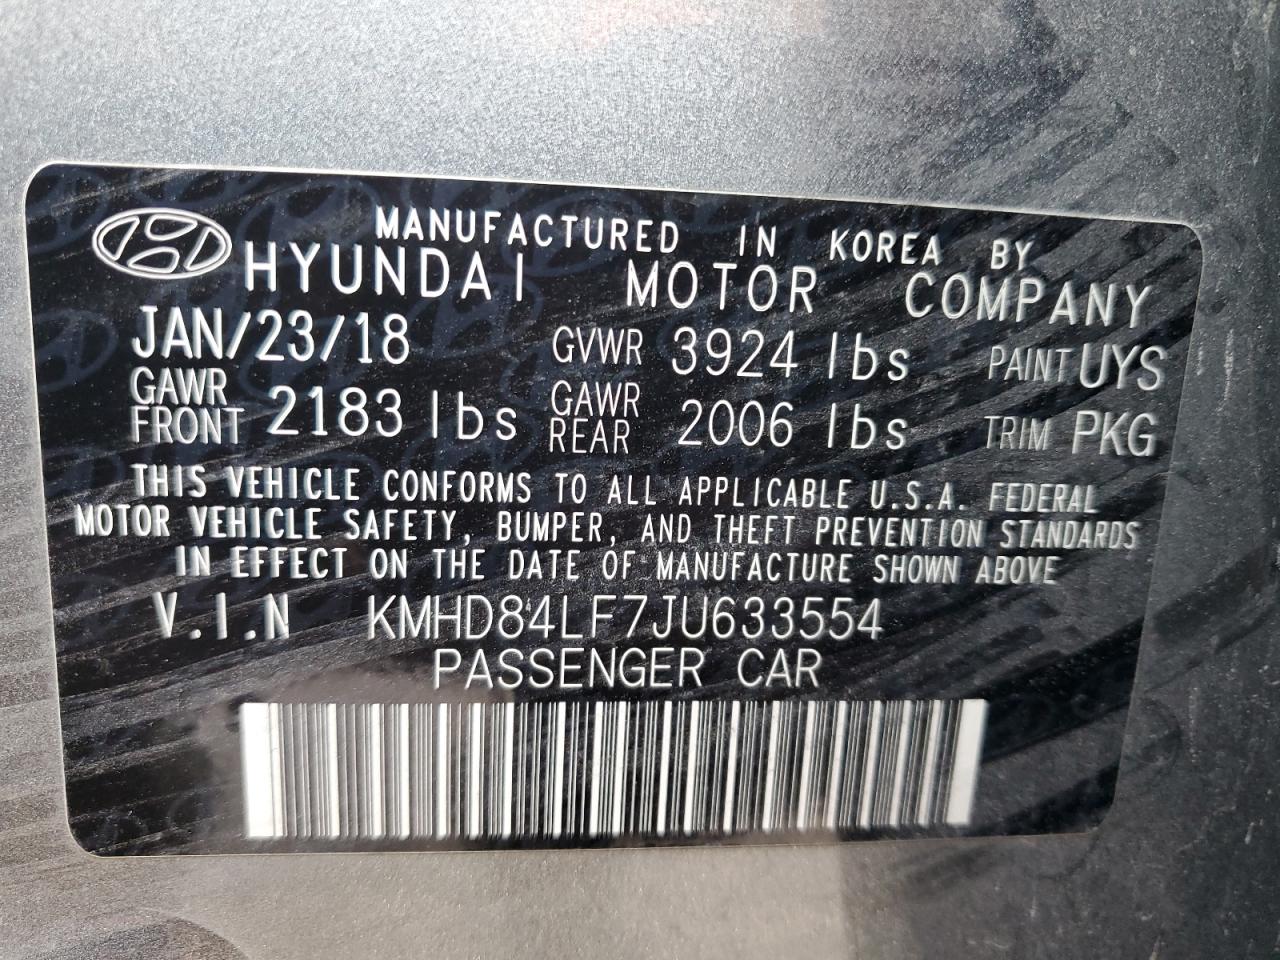 MANUFACTURED IN KOREA BY
HYUNDAI MOTOR COMPANY
JAN/23/18 GVWR 3924 lbs PAINT UYS
GAWR FRONT 2183 lbs GAWR REAR 2006 lbs TRIM PKG
THIS VEHICLE CONFORMS TO ALL APPLICABLE U.S.A. FEDERAL
MOTOR VEHICLE SAFETY, BUMPER, AND THEFT PREVENTION STANDARDS
IN EFFECT ON THE DATE OF MANUFACTURE SHOWN ABOVE
V.I.N KMHD84LF7JU633554
PASSENGER CAR